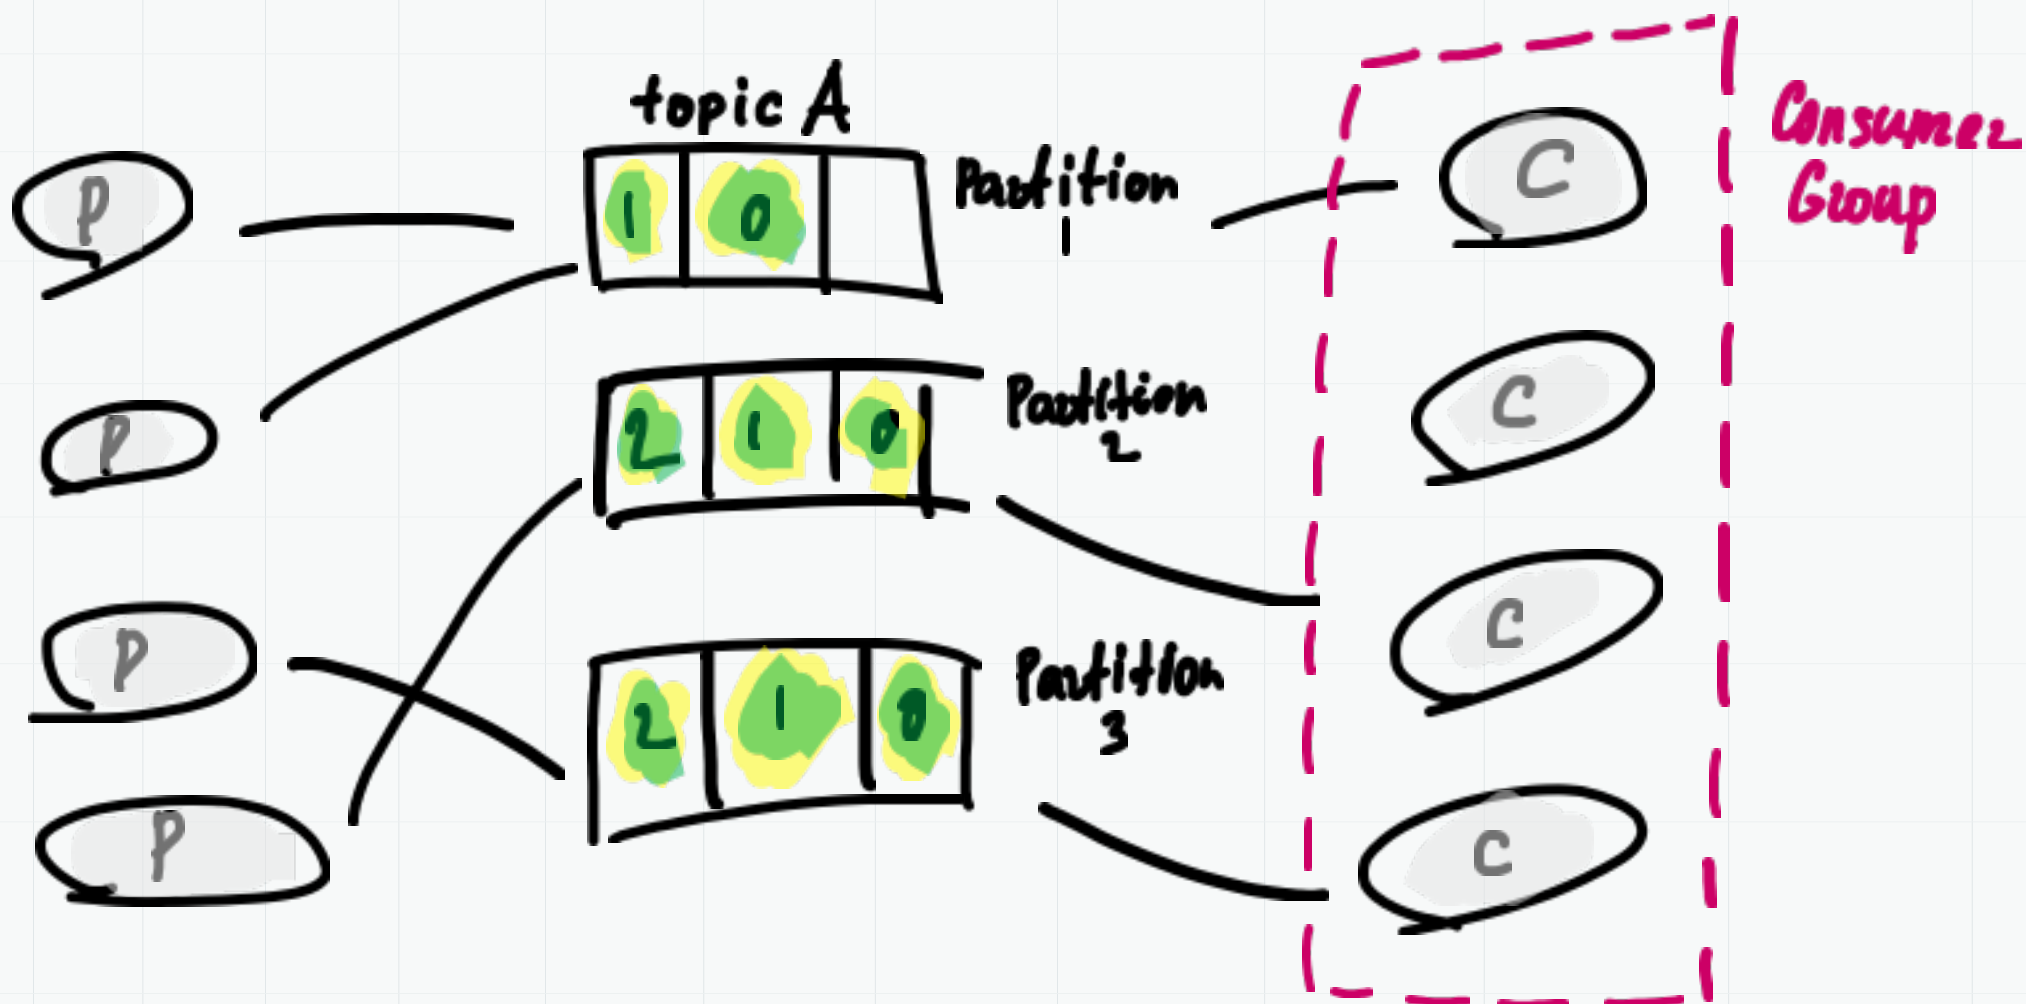 topic A
P
1 0
Partition
1
C
Consumer
Group
P
2 1 0
Partition
2
C
P
2 1 0
Partition
3
C
P
C